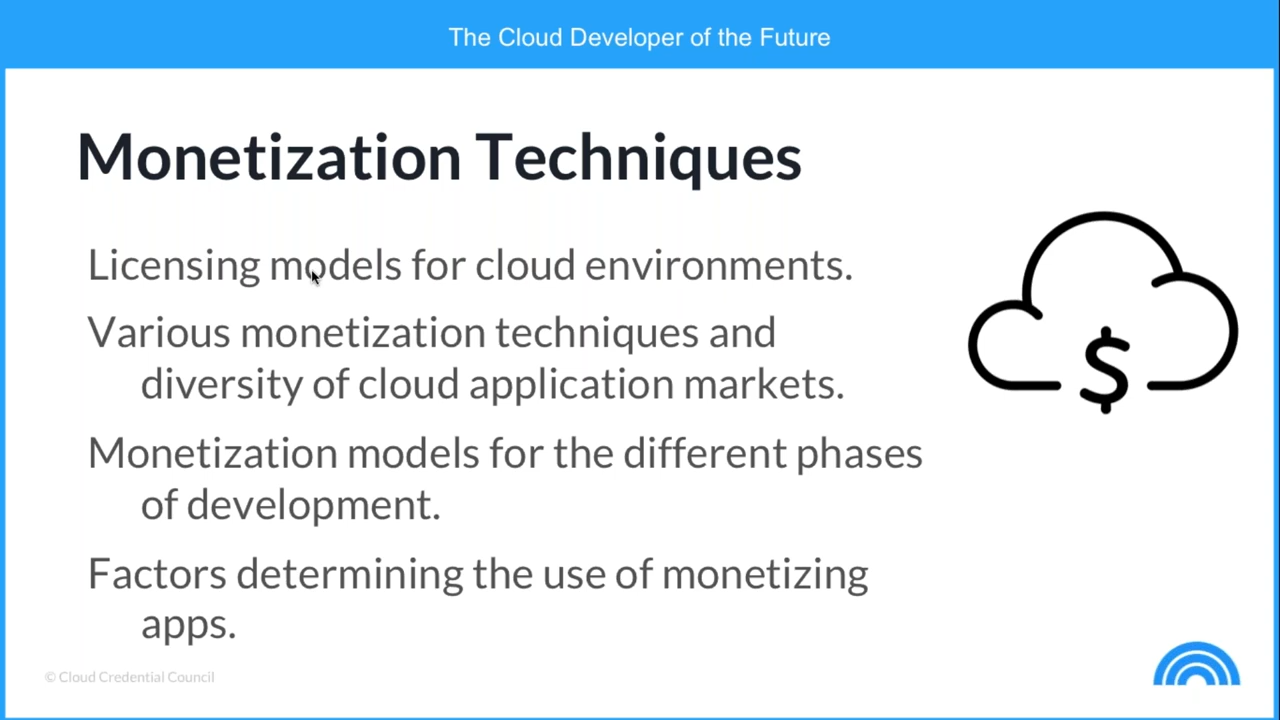 The Cloud Developer of the Future
Monetization Techniques
Licensing models for cloud environments.
Various monetization techniques and
diversity of cloud application markets.
Monetization models for the different phases
of development.
Factors determining the use of monetizing
apps.
$
© Cloud Credential Council